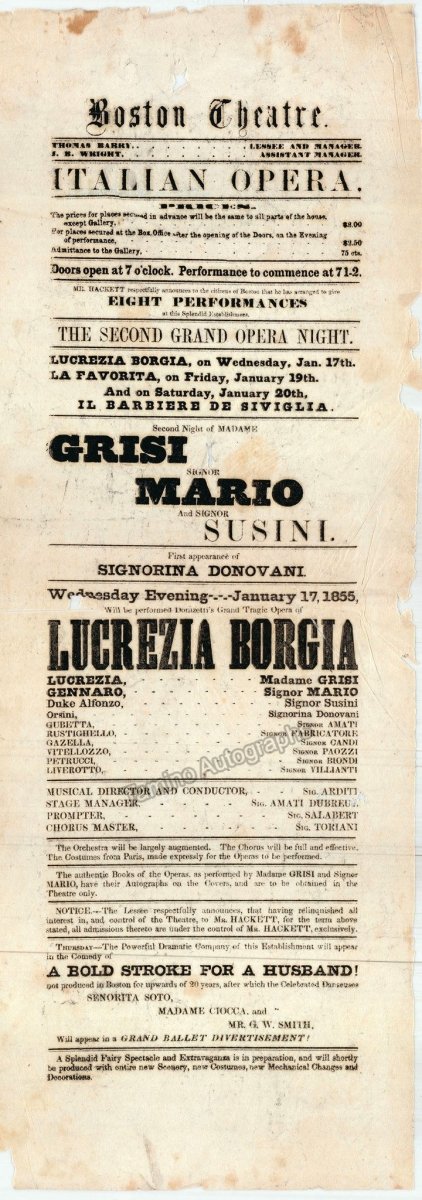 Boston Theatre.
THOMAS BARRY, . . . . . . . . LESSEE AND MANAGER.
J. B. WRIGHT, . . . . . . . . ASSISTANT MANAGER.
ITALIAN OPERA.
PRICES.
The prices for places secured in advance will be the same to all parts of the house,
except Gallery, . . . . . . . . $3.00
For places secured at the Box Office after the opening of the Doors, on the Evening
of performance, . . . . . . . . $2.50
Admittance to the Gallery, . . . . . . . . 75 cts.
Doors open at 7 o'clock. Performance to commence at 7 1-2.
MR. HACKETT respectfully announces to the citizens of Boston that he has arranged to give
EIGHT PERFORMANCES
at this Splendid Establishment.
THE SECOND GRAND OPERA NIGHT.
LUCREZIA BORGIA, on Wednesday, Jan. 17th.
LA FAVORITA, on Friday, January 19th.
And on Saturday, January 20th,
IL BARBIERE DE SIVIGLIA.
Second Night of MADAME
GRISI
SIGNOR
MARIO
And SIGNOR
SUSINI.
First appearance of
SIGNORINA DONOVANI.
Wednesday Evening-.-.-January 17, 1855,
Will be performed Donizetti's Grand Tragic Opera of
LUCREZIA BORGIA
LUCREZIA, - - - - - - Madame GRISI
GENNARO, - - - - - - Signor MARIO
Duke Alfonzo, - - - - - - Signor Susini
Orsini, - - - - - - Signorina Donovani
GUBETTA, - - - - - - SIGNOR AMATI
RUSTIGHELLO, - - - - - - SIGNOR FABRICATORE
GAZELLA, - - - - - - SIGNOR CANDI
VITELLOZZO, - - - - - - SIGNOR PAOZZI
PETRUCCI, - - - - - - SIGNOR BIONDI
LIVEROTTO, - - - - - - SIGNOR VILLIANTI
Tamino Autographs
MUSICAL DIRECTOR AND CONDUCTOR, - - - SIG. ARDITI
STAGE MANAGER, - - - - SIG. AMATI DUBREUL
PROMPTER, - - - - - SIG. SALABERT
CHORUS MASTER, - - - - - SIG. TORIANI
The Orchestra will be largely augmented. The Chorus will be full and effective.
The Costumes from Paris, made expressly for the Operas to be performed.
The authentic Books of the Operas, as performed by Madame GRISI and Signor
MARIO, have their Autographs on the Covers, and are to be obtained in the
Theatre only.
NOTICE.--The Lessee respectfully announces, that having relinquished all
interest in, and control of the Theatre, to MR. HACKETT, for the term above
stated, all admissions thereto are under the control of MR. HACKETT, exclusively.
THURSDAY--The Powerful Dramatic Company of this Establishment will appear
in the Comedy of
A BOLD STROKE FOR A HUSBAND!
not produced in Boston for upwards of 20 years, after which the Celebrated Danseuses
SENORITA SOTO,
MADAME CIOCCA, and
MR. G. W. SMITH,
Will appear in a GRAND BALLET DIVERTISEMENT!
A Splendid Fairy Spectacle and Extravaganza is in preparation, and will shortly
be produced with entire new Scenery, new Costumes, new Mechanical Changes and
Decorations.